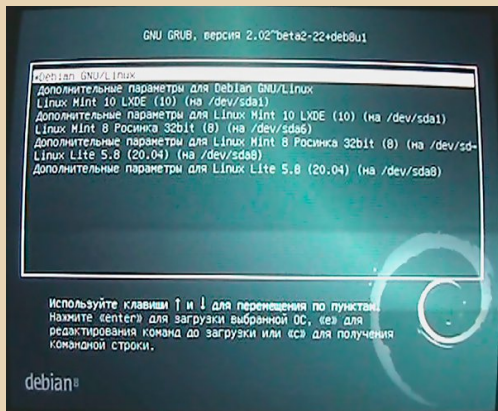 GNU GRUB, версия 2.02~beta2-22+deb8u1
*Debian GNU/Linux
Дополнительные параметры для Debian GNU/Linux
Linux Mint 10 LXDE (10) (на /dev/sda1)
Дополнительные параметры для Linux Mint 10 LXDE (10) (на /dev/sda1)
Linux Mint 8 Росинка 32bit (8) (на /dev/sda6)
Дополнительные параметры для Linux Mint 8 Росинка 32bit (8) (на /dev/sd→
Linux Lite 5.8 (20.04) (на /dev/sda8)
Дополнительные параметры для Linux Lite 5.8 (20.04) (на /dev/sda8)
Используйте клавиши ↑ и ↓ для перемещения по пунктам.
Нажмите «enter» для загрузки выбранной ОС, «e» для
редактирования команд до загрузки или «c» для получения
командной строки.
debian 8